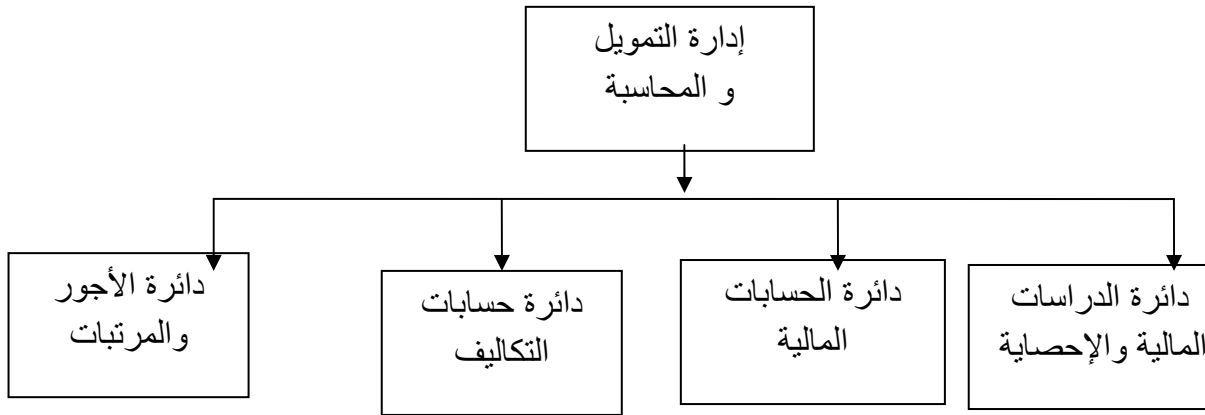 إدارة التمويل
و المحاسبة
دائرة الدراسات
المالية والإحصاية
دائرة الحسابات
المالية
دائرة حسابات
التكاليف
دائرة الأجور
والمرتبات